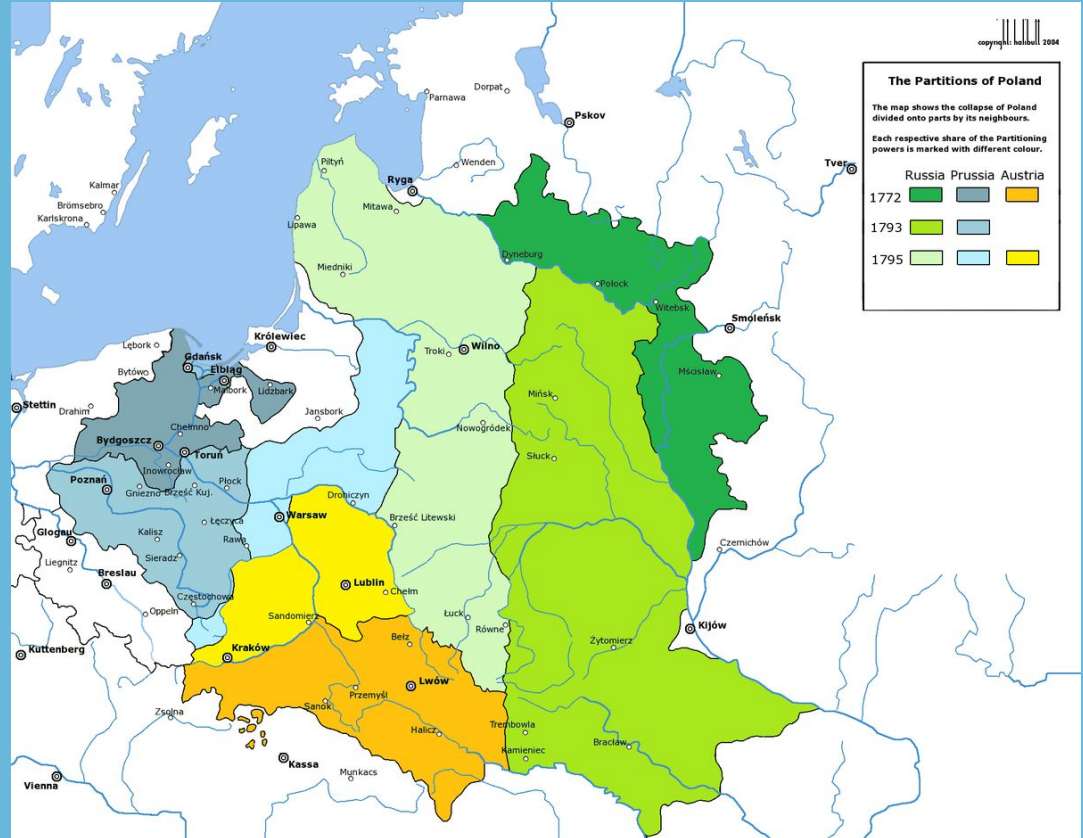 copyright: halibutt 2004
The Partitions of Poland
The map shows the collapse of Poland
divided onto parts by its neighbours.
Each respective share of the Partitioning
powers is marked with different colour.
Russia Prussia Austria
1772
1793
1795
Dorpat
Parnawa
Pskov
Tver
Wenden
Piltyń
Ryga
Kalmar
Mitawa
Brömsebro
Karlskrona
Lipawa
Dyneburg
Miedniki
Połock
Witebsk
Smoleńsk
Królewiec
Lębork
Wilno
Troki
Gdańsk
Elbląg
Bytów
Malbork
Lidzbark
Mścisław
Mińsk
Stettin
Drahim
Jansbork
Chełmno
Nowogródek
Bydgoszcz
Toruń
Słuck
Inowrocław
Poznań
Płock
Gniezno
Brześć Kuj.
Drohiczyn
Warsaw
Łęczyca
Brześć Litewski
Kalisz
Głogau
Rawa
Czernichów
Sieradz
Liegnitz
Breslau
Lublin
Chełm
Częstochowa
Oppeln
Sandomierz
Łuck
Równe
Kijów
Bełz
Żytomierz
Kraków
Kuttenberg
Lwów
Przemyśl
Sanok
Zsolna
Trembowla
Halicz
Bracław
Kamieniec
Kassa
Munkacs
Vienna